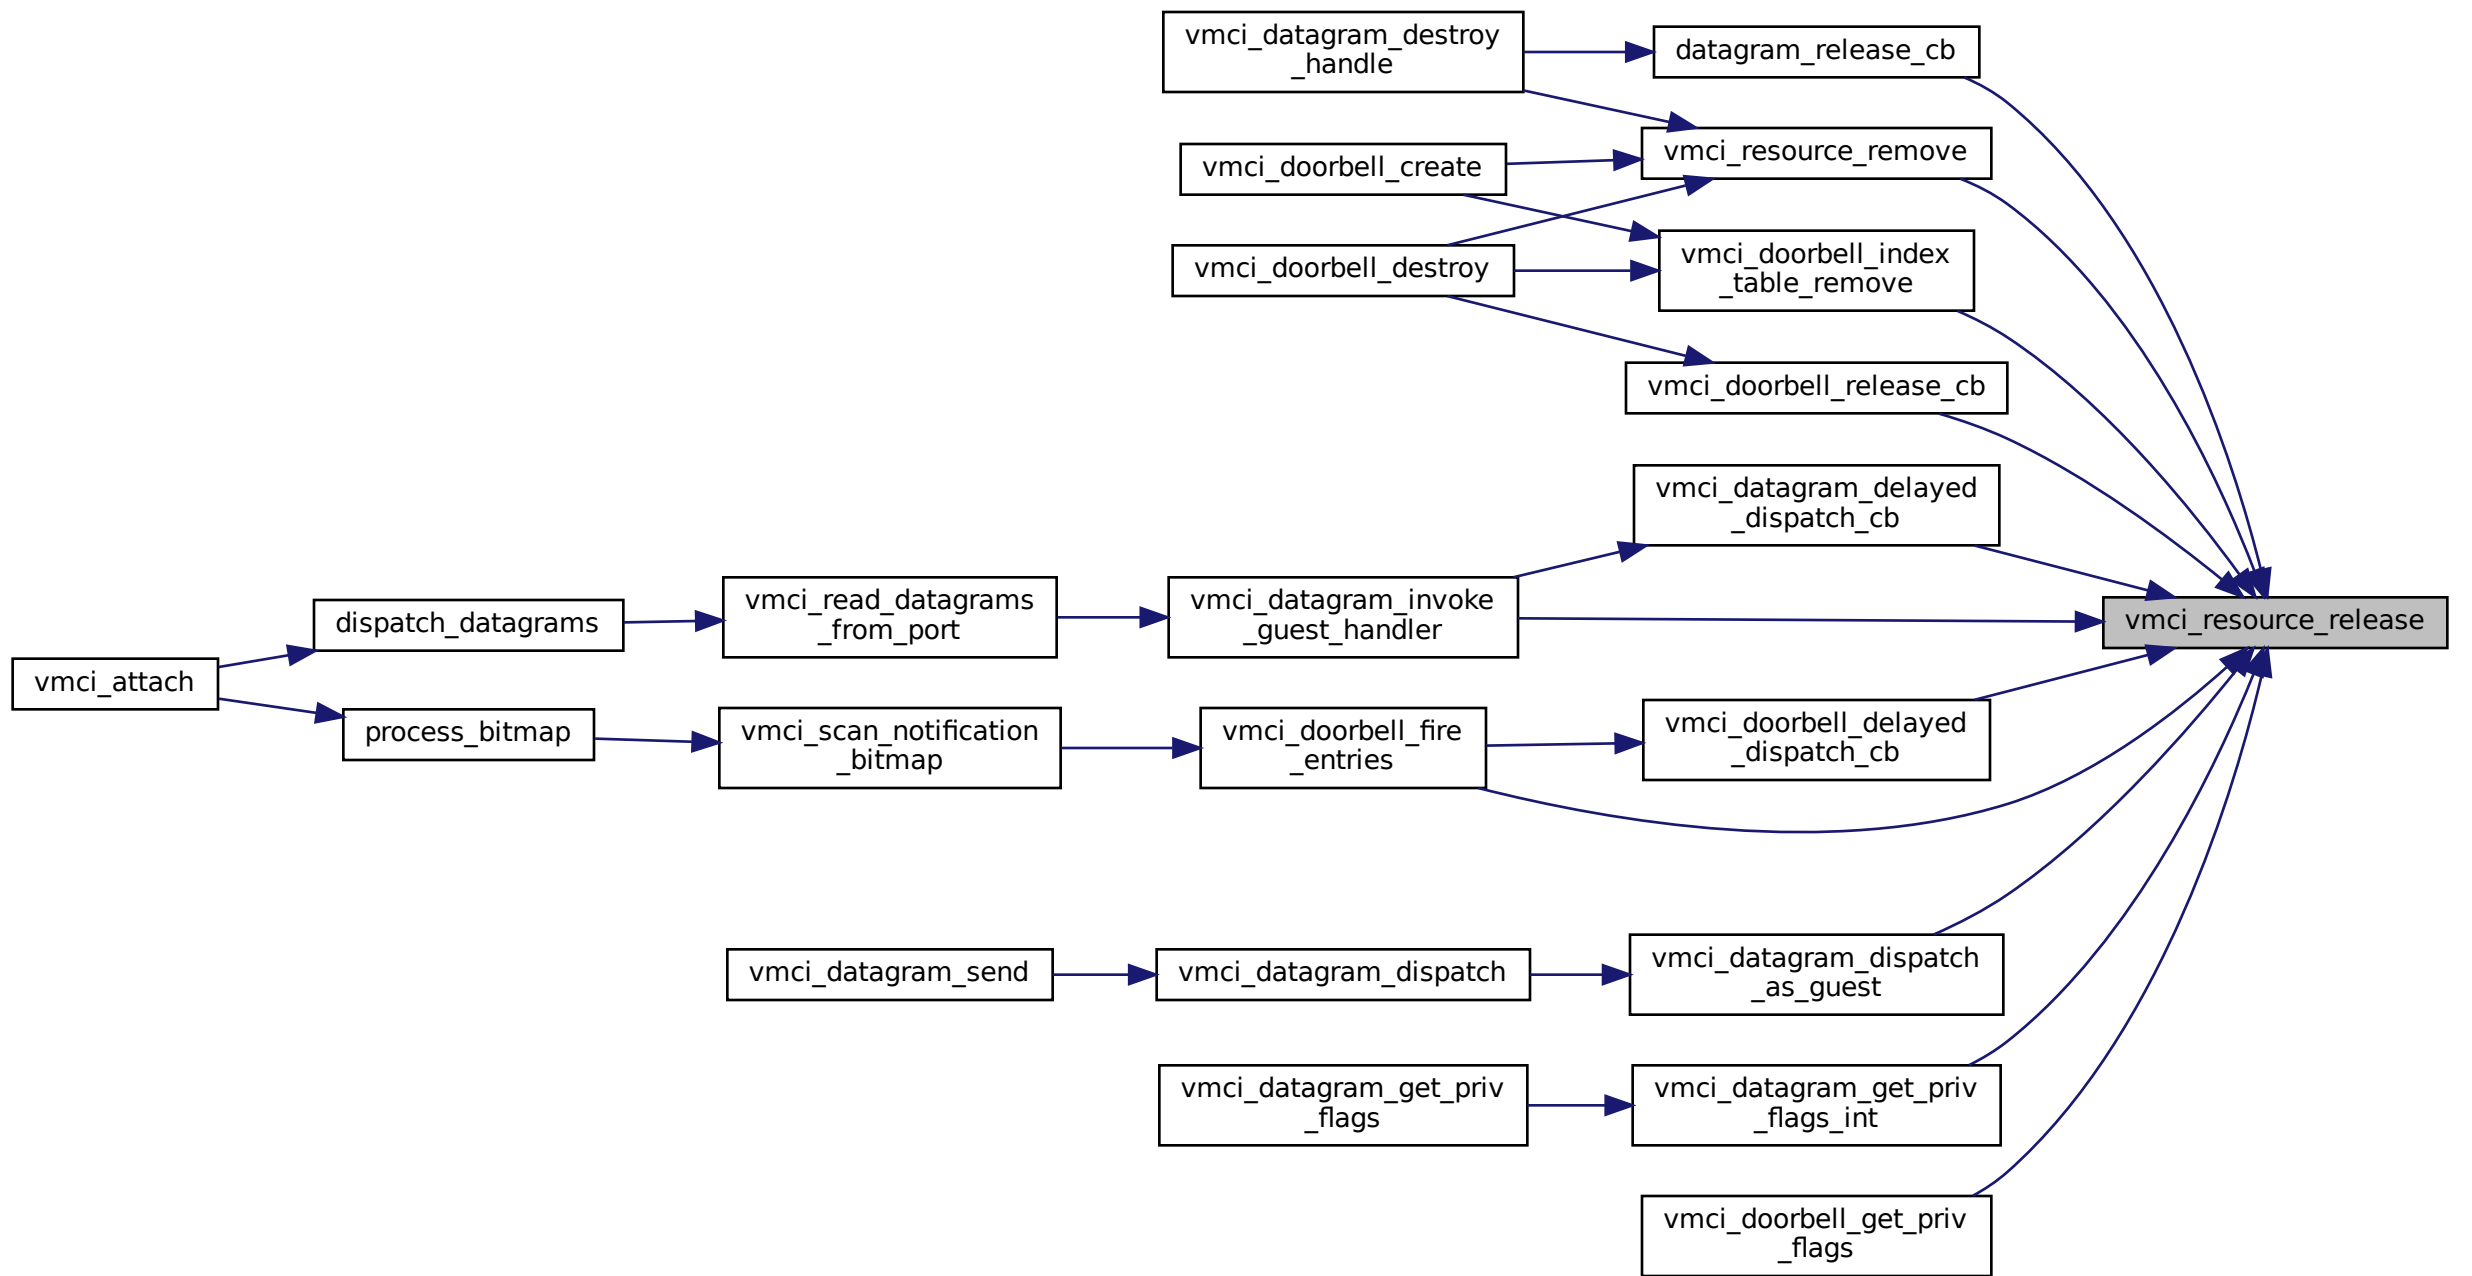 vmci_datagram_destroy
_handle
datagram_release_cb
vmci_resource_remove
vmci_doorbell_create
vmci_doorbell_index
_table_remove
vmci_doorbell_destroy
vmci_doorbell_release_cb
vmci_datagram_delayed
_dispatch_cb
vmci_attach
dispatch_datagrams
vmci_read_datagrams
_from_port
vmci_datagram_invoke
_guest_handler
vmci_resource_release
process_bitmap
vmci_scan_notification
_bitmap
vmci_doorbell_fire
_entries
vmci_doorbell_delayed
_dispatch_cb
vmci_datagram_send
vmci_datagram_dispatch
vmci_datagram_dispatch
_as_guest
vmci_datagram_get_priv
_flags
vmci_datagram_get_priv
_flags_int
vmci_doorbell_get_priv
_flags